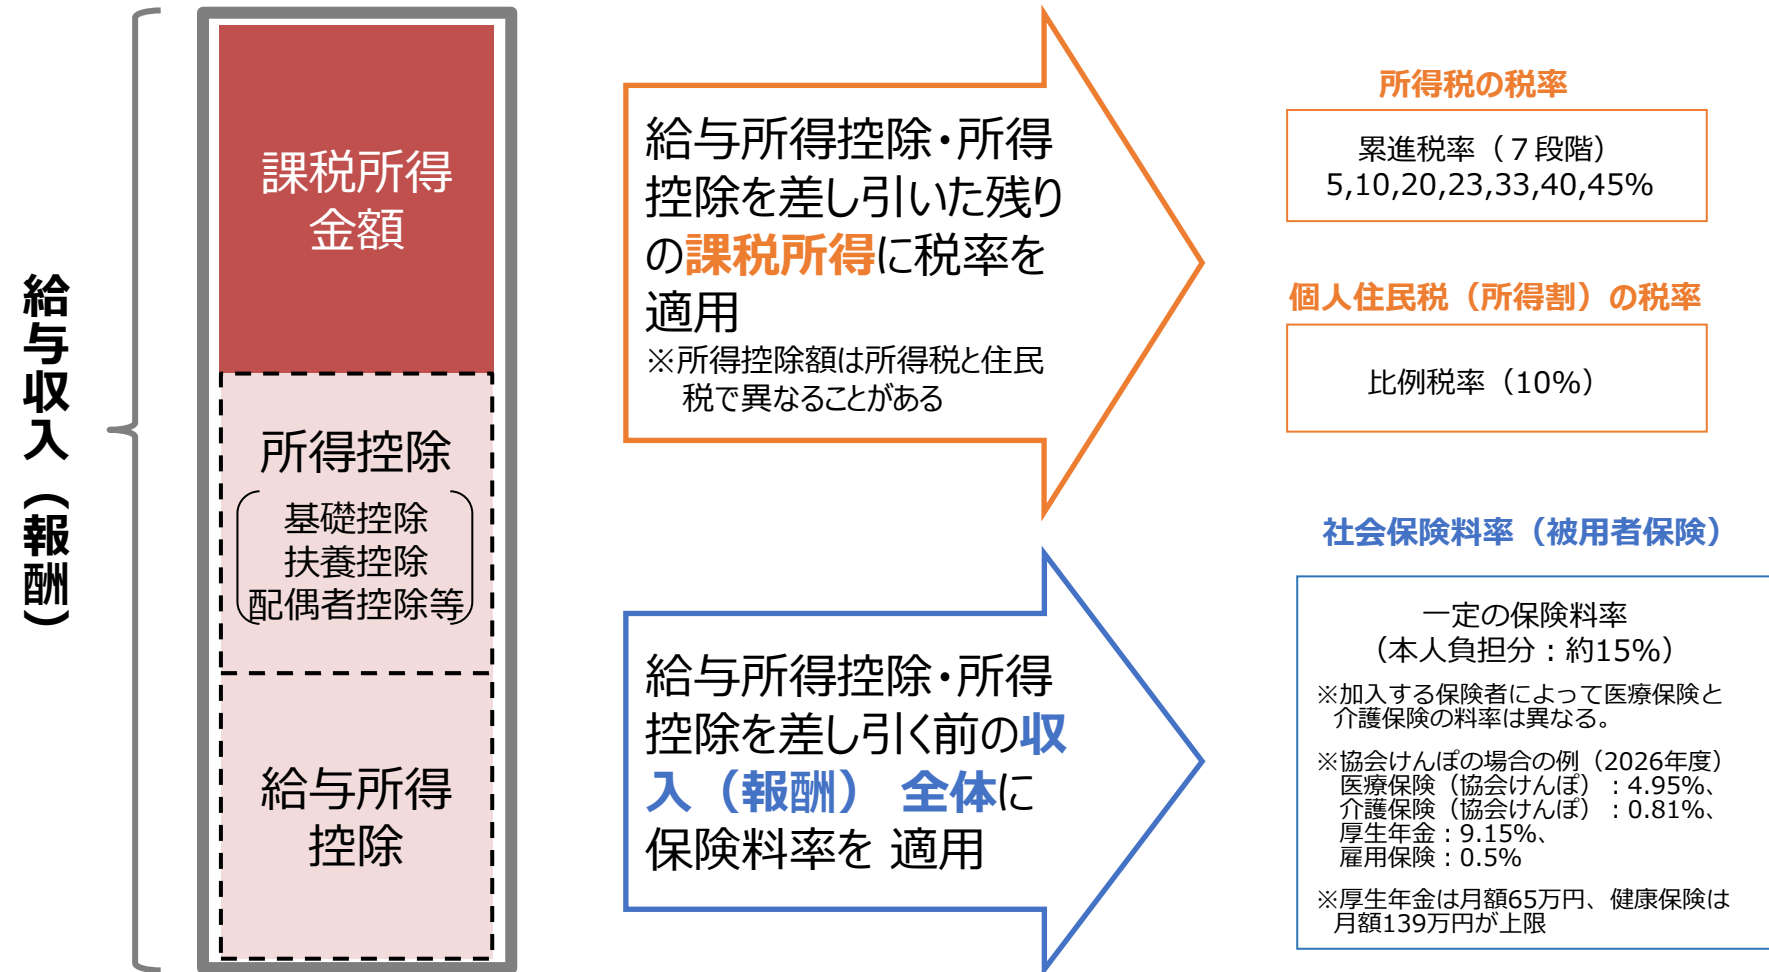 給与収入（報酬）
課税所得
金額
所得控除
基礎控除
扶養控除
配偶者控除等
給与所得
控除
給与所得控除・所得
控除を差し引いた残り
の課税所得に税率を
適用
※所得控除額は所得税と住民
税で異なることがある
給与所得控除・所得
控除を差し引く前の収
入（報酬） 全体に
保険料率を 適用
所得税の税率
累進税率（７段階）
5,10,20,23,33,40,45%
個人住民税（所得割）の税率
比例税率（10%）
社会保険料率（被用者保険）
一定の保険料率
（本人負担分：約15%）
※加入する保険者によって医療保険と
介護保険の料率は異なる。
※協会けんぽの場合の例（2026年度）
医療保険（協会けんぽ）：4.95%、
介護保険（協会けんぽ）：0.81%、
厚生年金：9.15%、
雇用保険：0.5%
※厚生年金は月額65万円、健康保険は
月額139万円が上限